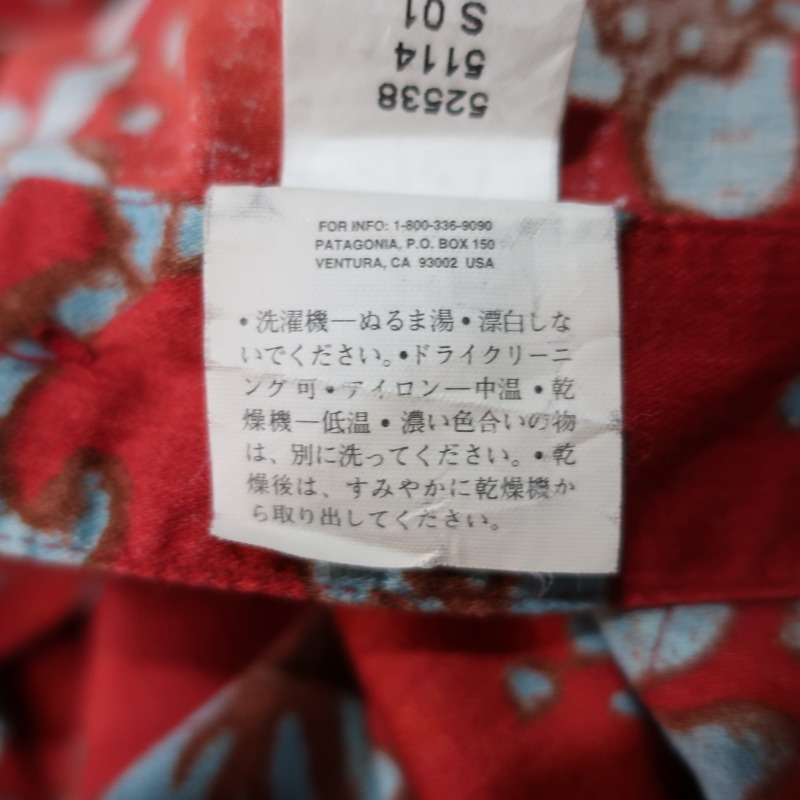 S 01
5114
52538
FOR INFO: 1-800-336-9090
PATAGONIA, P.O. BOX 150
VENTURA, CA 93002 USA
• 洗濯機—ぬるま湯 • 漂白しな
いでください。• ドライクリーニ
ング可 • アイロン—中温 • 乾
燥機—低温 • 濃い色合いの物
は、別に洗ってください。• 乾
燥後は、すみやかに乾燥機か
ら取り出してください。